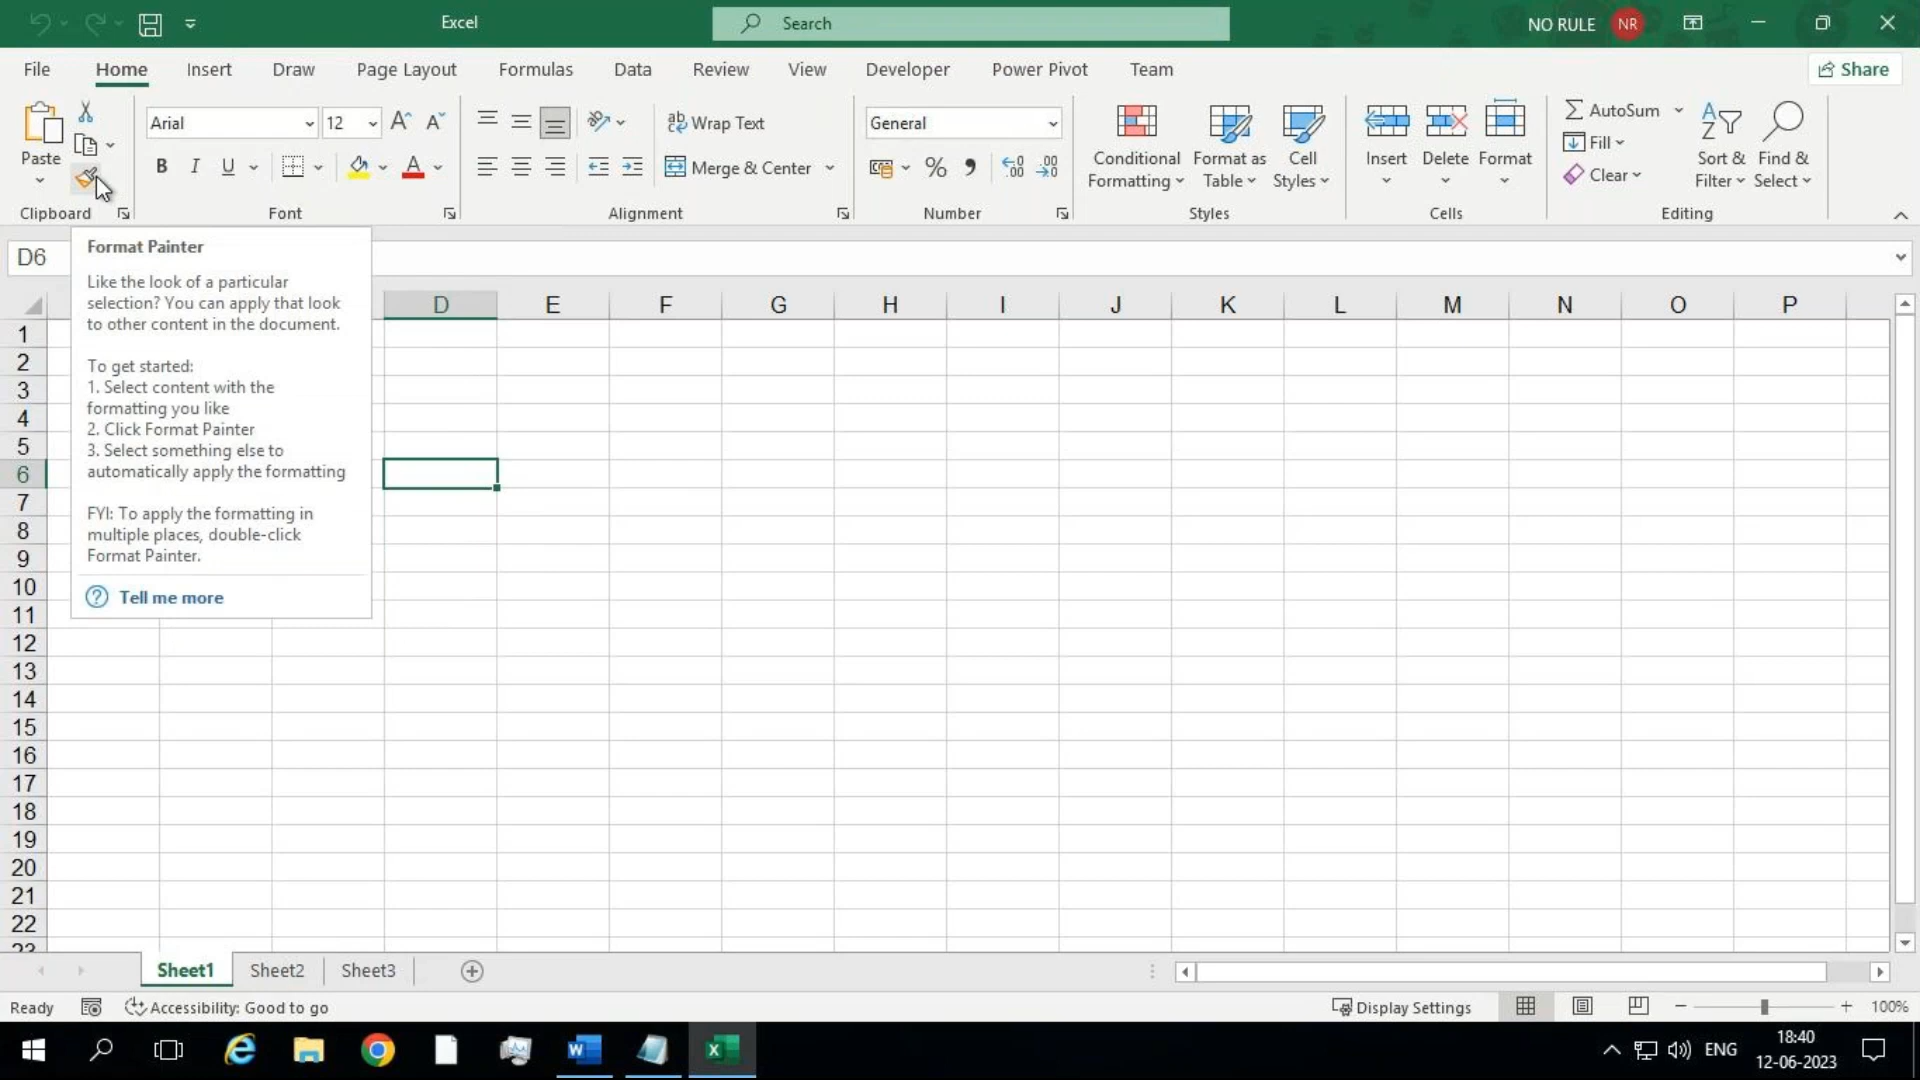 Excel
Search
NO RULE
NR
File
Home
Insert
Draw
Page Layout
Formulas
Data
Review
View
Developer
Power Pivot
Team
Share
Paste
Clipboard
Arial
12
B
I
U
A
Font
Wrap Text
Merge & Center
Alignment
General
%
Number
Conditional
Formatting
Format as
Table
Cell
Styles
Styles
Insert
Delete
Format
Cells
AutoSum
Fill
Clear
Sort &
Filter
Find &
Select
Editing
D6
Format Painter
Like the look of a particular
selection? You can apply that look
to other content in the document.
To get started:
1. Select content with the
formatting you like
2. Click Format Painter
3. Select something else to
automatically apply the formatting
FYI: To apply the formatting in
multiple places, double-click
Format Painter.
Tell me more
D E F G H I J K L M N O P
1
2
3
4
5
6
7
8
9
10
11
12
13
14
15
16
17
18
19
20
21
22
23
Sheet1
Sheet2
Sheet3
Ready
Accessibility: Good to go
Display Settings
100%
ENG
18:40
12-06-2023